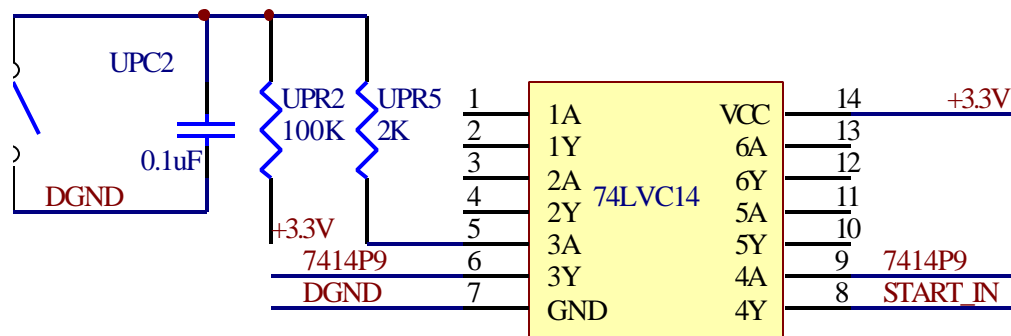 UPC2 UPR2 UPR5
0.1uF 100K 2K
DGND
+3.3V
7414P9
DGND
1 1A VCC 14 +3.3V
2 1Y 6A 13
3 2A 6Y 12
4 2Y 74LVC14 5A 11
5 3A 5Y 10
6 3Y 4A 9 7414P9
7 GND 4Y 8 START_IN